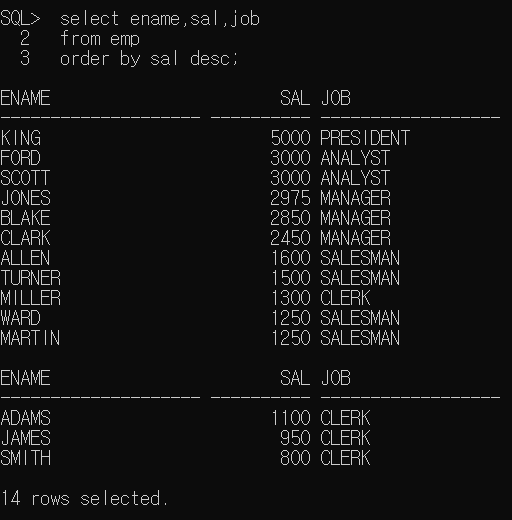 SQL>  select ename,sal,job
  2   from emp
  3   order by sal desc;
ENAME                       SAL JOB
-------------------- ---------- ------------------
KING                       5000 PRESIDENT
FORD                       3000 ANALYST
SCOTT                      3000 ANALYST
JONES                      2975 MANAGER
BLAKE                      2850 MANAGER
CLARK                      2450 MANAGER
ALLEN                      1600 SALESMAN
TURNER                     1500 SALESMAN
MILLER                     1300 CLERK
WARD                       1250 SALESMAN
MARTIN                     1250 SALESMAN
ENAME                       SAL JOB
-------------------- ---------- ------------------
ADAMS                      1100 CLERK
JAMES                       950 CLERK
SMITH                       800 CLERK
14 rows selected.